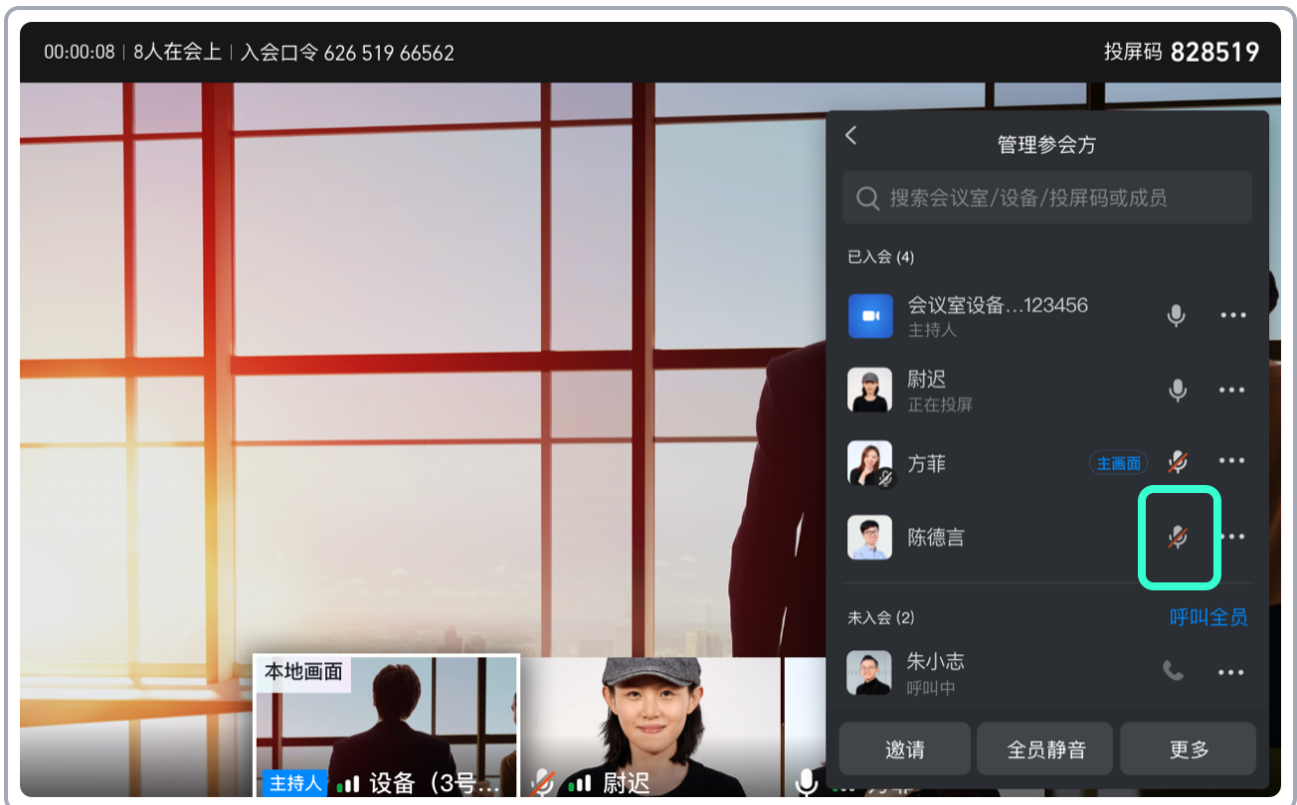 00:00:08 | 8人在会上 | 入会口令 626 519 66562
投屏码 828519
管理参会方
搜索会议室/设备/投屏码或成员
已入会 (4)
会议室设备...123456
主持人
尉迟
正在投屏
方菲 主画面
陈德言
未入会 (2) 呼叫全员
朱小志
呼叫中
邀请 全员静音 更多
本地画面
主持人 设备（3号... 尉迟 方菲